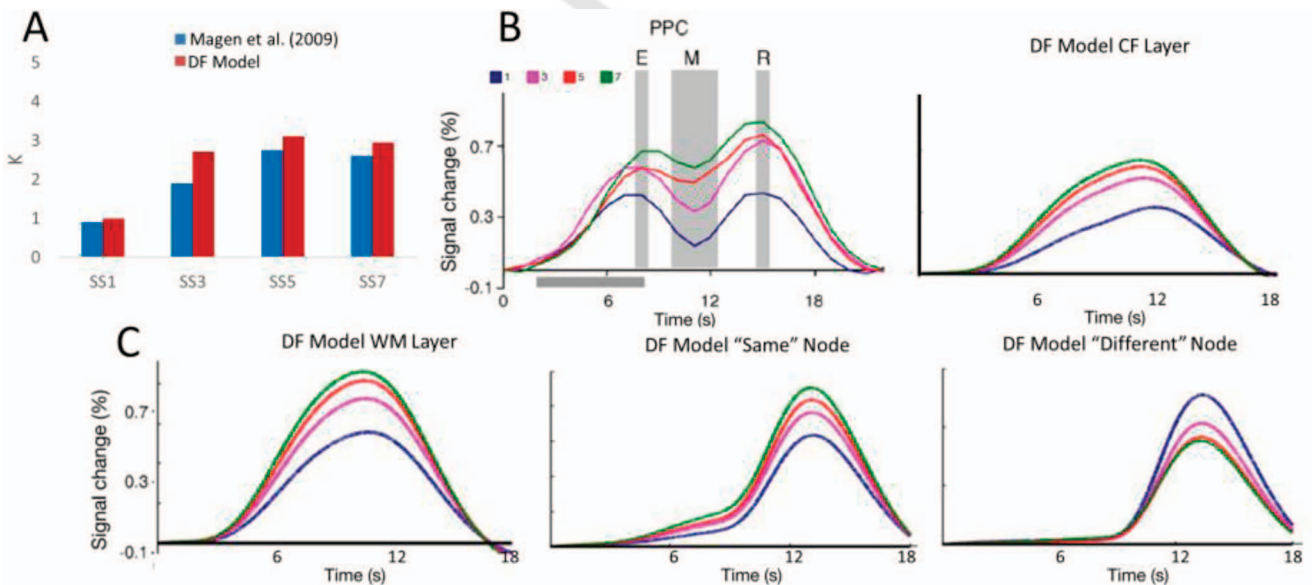 A
Magen et al. (2009)
DF Model
5
4
3
2
1
0
K
SS1 SS3 SS5 SS7
B
PPC
E M R
1 3 5 7
Signal change (%)
0.7
0.3
-0.1
0 6 12 18
Time (s)
DF Model CF Layer
6 12 18
Time (s)
C
DF Model WM Layer
Signal change (%)
0.7
0.3
-0.1
6 12 18
Time (s)
DF Model "Same" Node
6 12 18
Time (s)
DF Model "Different" Node
6 12 18
Time (s)